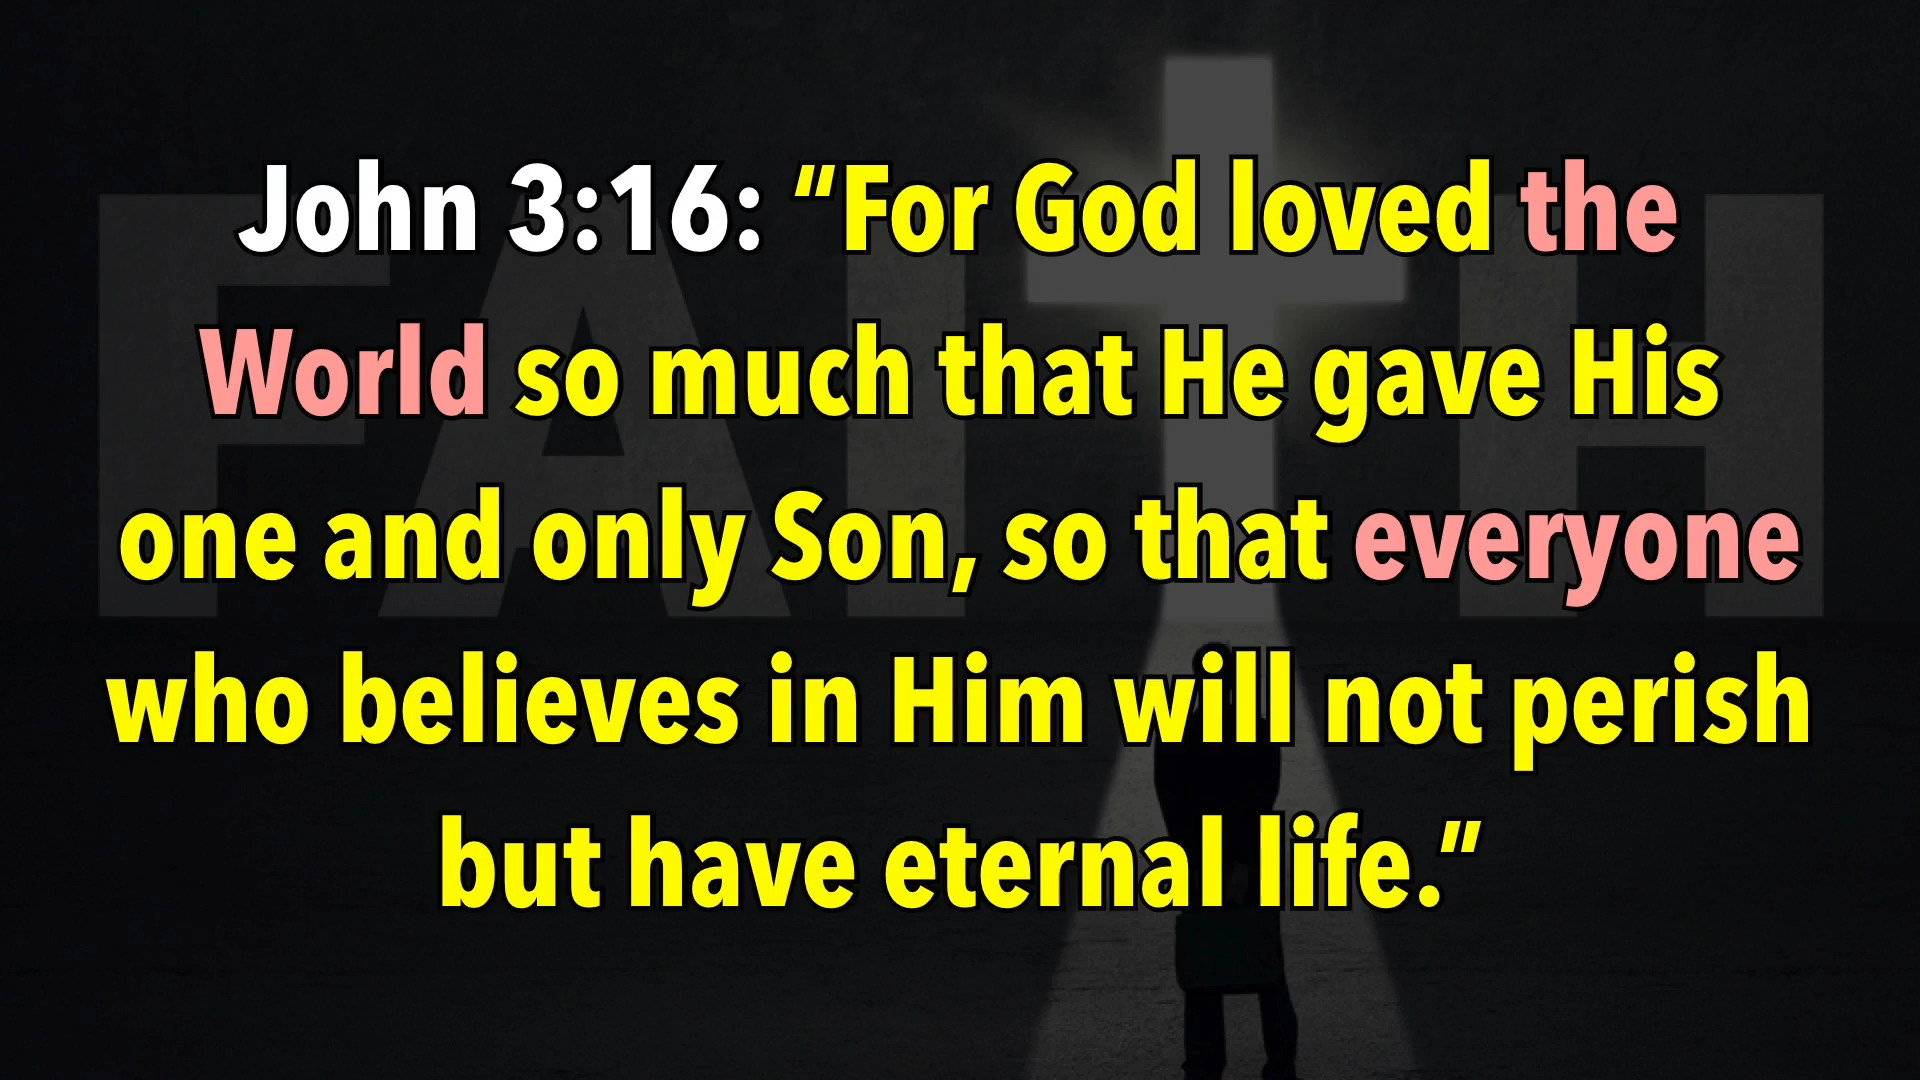 FAITH
John 3:16: “For God loved the
World so much that He gave His
one and only Son, so that everyone
who believes in Him will not perish
but have eternal life.”